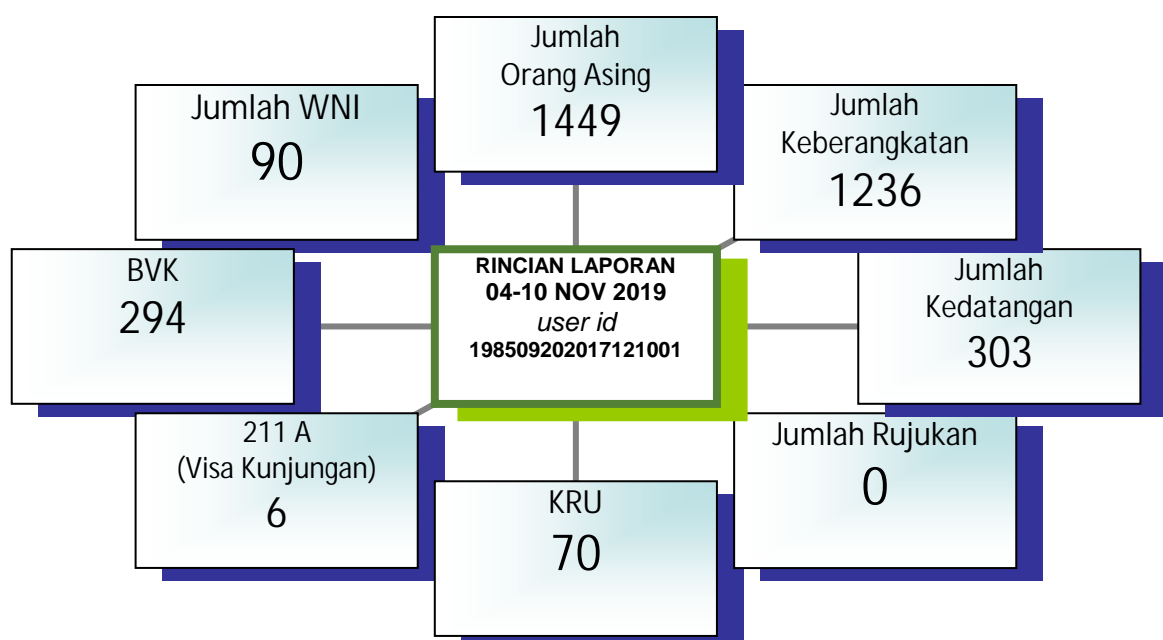 Jumlah
Orang Asing
1449
Jumlah WNI
90
Jumlah
Keberangkatan
1236
BVK
294
RINCIAN LAPORAN
04-10 NOV 2019
user id
198509202017121001
Jumlah
Kedatangan
303
211 A
(Visa Kunjungan)
6
KRU
70
Jumlah Rujukan
0